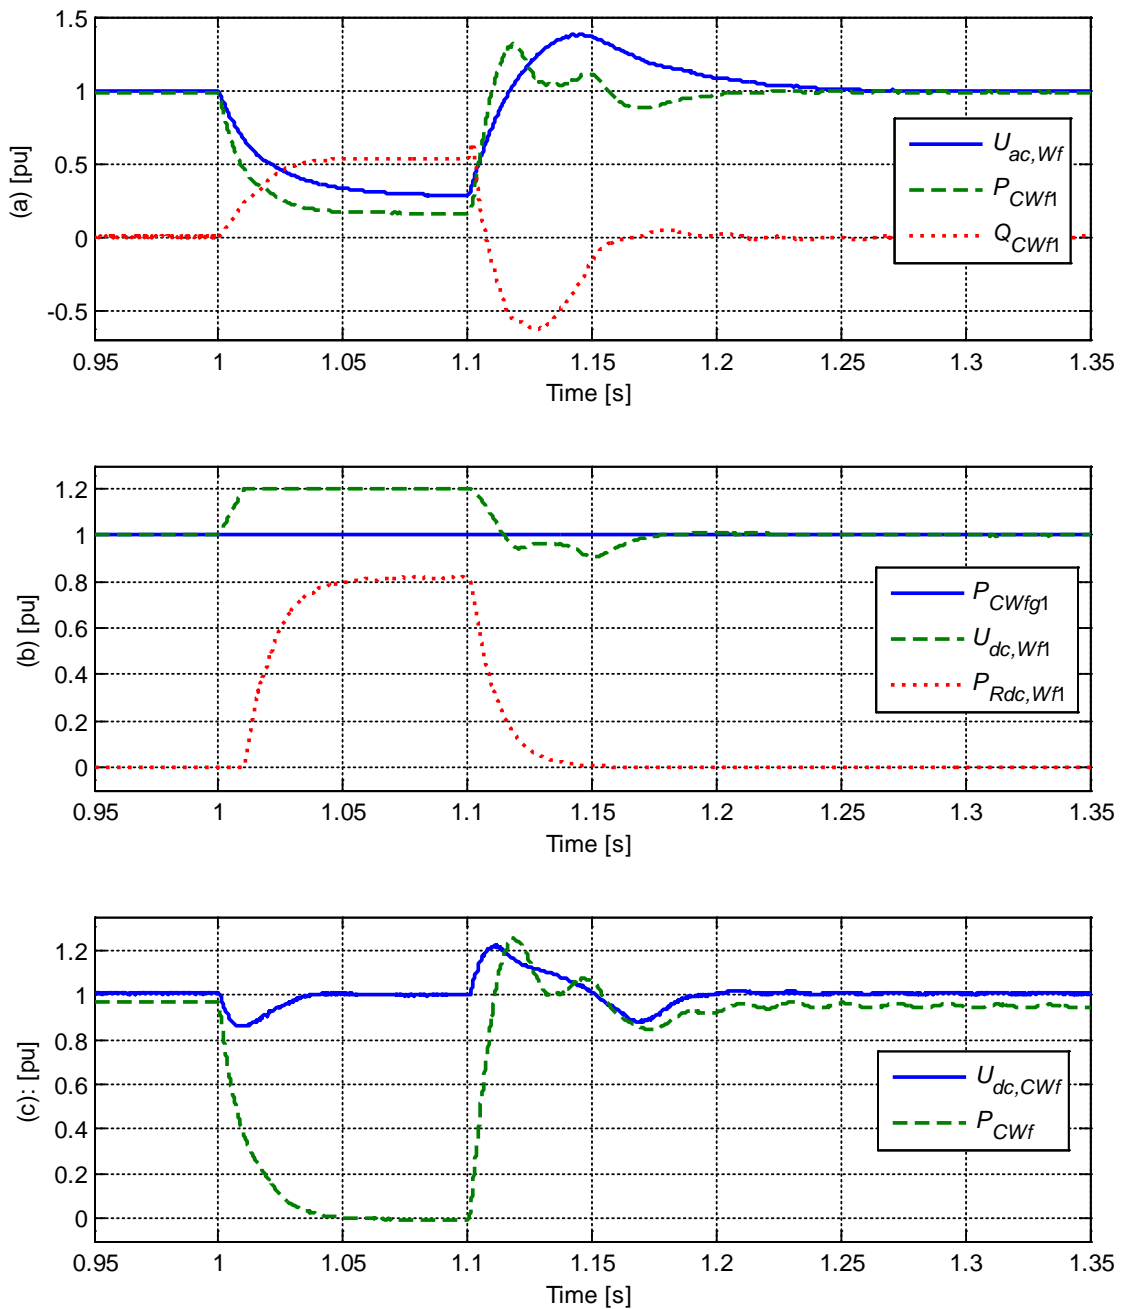 1.5
1
0.5
0
-0.5
(a) [pu]
U_ac,Wf
P_CWf1
Q_CWf1
0.95 1 1.05 1.1 1.15 1.2 1.25 1.3 1.35
Time [s]
1.2
1
0.8
0.6
0.4
0.2
0
(b) [pu]
P_CWfg1
U_dc,Wf1
P_Rdc,Wf1
0.95 1 1.05 1.1 1.15 1.2 1.25 1.3 1.35
Time [s]
1.2
1
0.8
0.6
0.4
0.2
0
(c): [pu]
U_dc,CWf
P_CWf
0.95 1 1.05 1.1 1.15 1.2 1.25 1.3 1.35
Time [s]